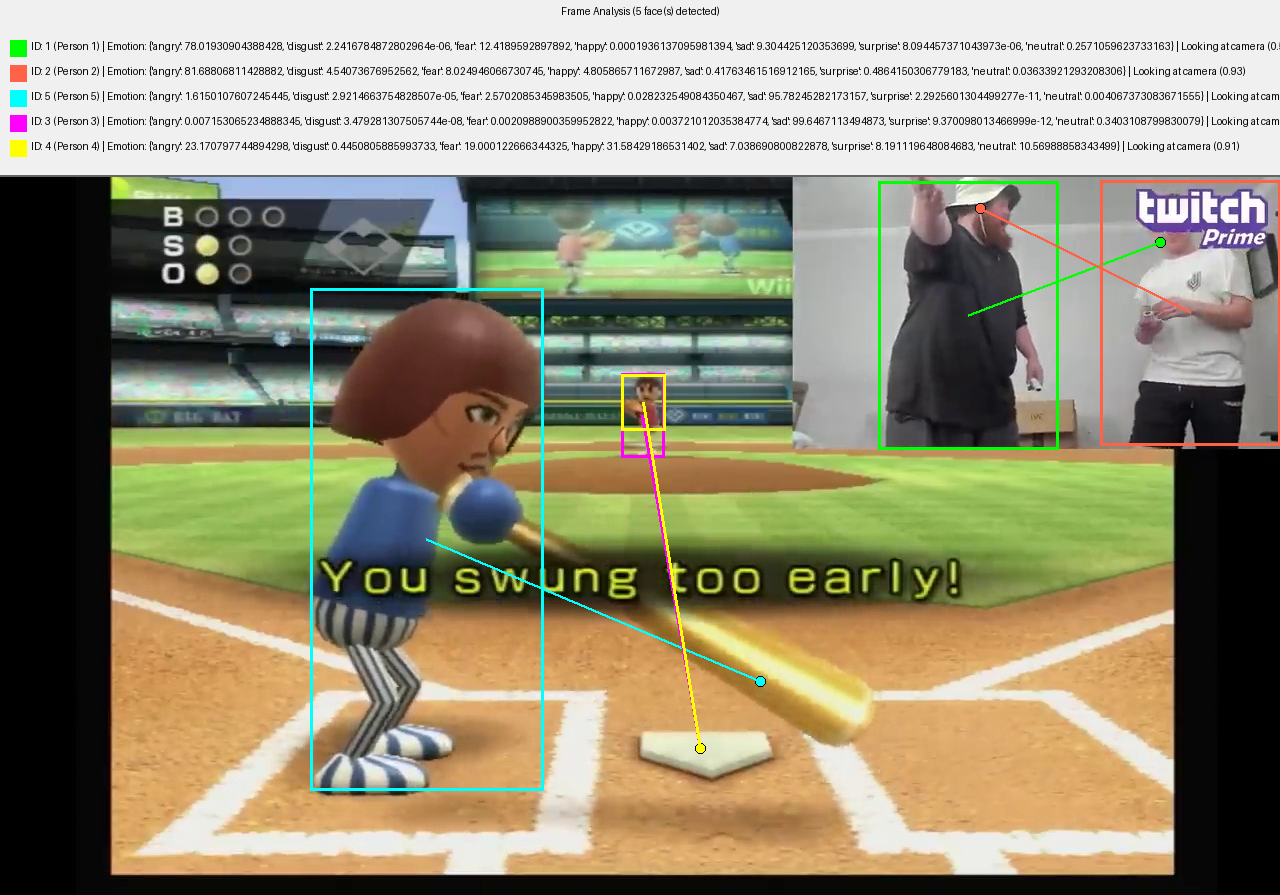 Frame Analysis (5 face(s) detected)
ID: 1 (Person 1) | Emotion: {'angry': 78.01930904388428, 'disgust': 2.2416784872802964e-06, 'fear': 12.4189592897892, 'happy': 0.0001936137095981394, 'sad': 9.304425120353699, 'surprise': 8.094457371043973e-06, 'neutral': 0.2571059623733163} | Looking at camera (0.
ID: 2 (Person 2) | Emotion: {'angry': 81.68806811428882, 'disgust': 4.54073676952562, 'fear': 8.024946066730745, 'happy': 4.805865711672987, 'sad': 0.41763461516912165, 'surprise': 0.4864150306779183, 'neutral': 0.03633921293208306} | Looking at camera (0.93)
ID: 5 (Person 5) | Emotion: {'angry': 1.6150107607245445, 'disgust': 2.9214663754828507e-05, 'fear': 2.5702085345983505, 'happy': 0.028232549084350467, 'sad': 95.78245282173157, 'surprise': 2.2925601304499277e-11, 'neutral': 0.004067373083671555} | Looking at cam
ID: 3 (Person 3) | Emotion: {'angry': 0.007153065234888345, 'disgust': 3.479281307505744e-08, 'fear': 0.0020988900359952822, 'happy': 0.003721012035384774, 'sad': 99.6467113494873, 'surprise': 9.370098013466999e-12, 'neutral': 0.3403108799830079} | Looking at cam
ID: 4 (Person 4) | Emotion: {'angry': 23.170797744894298, 'disgust': 0.4450805885993733, 'fear': 19.000122666344325, 'happy': 31.58429186531402, 'sad': 7.038690800822878, 'surprise': 8.191119648084683, 'neutral': 10.56988858343499} | Looking at camera (0.91)
B
S
O
Wii
twitch
Prime
BIG BAT
You swung too early!